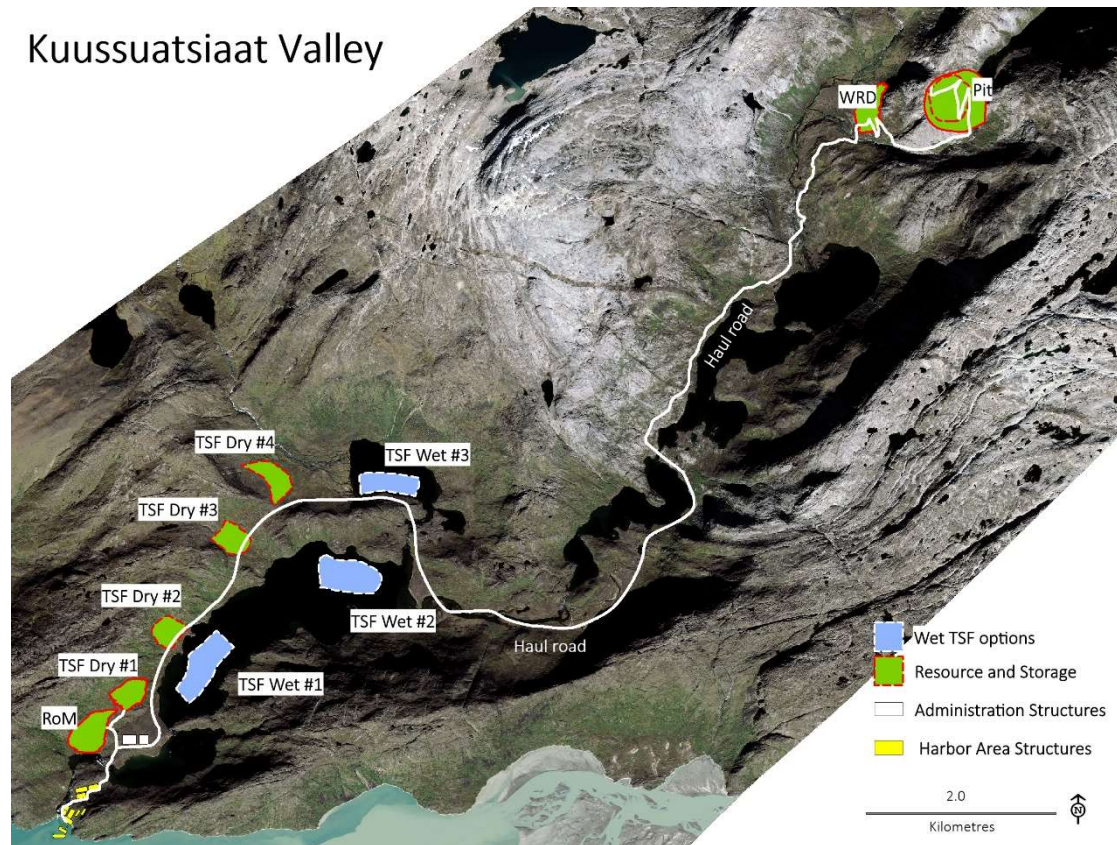 Kuussuatsiaat Valley
WRD
Pit
Haul road
TSF Dry #4
TSF Wet #3
TSF Dry #3
TSF Dry #2
TSF Wet #2
Haul road
TSF Dry #1
TSF Wet #1
RoM
Wet TSF options
Resource and Storage
Administration Structures
Harbor Area Structures
2.0
Kilometres
N